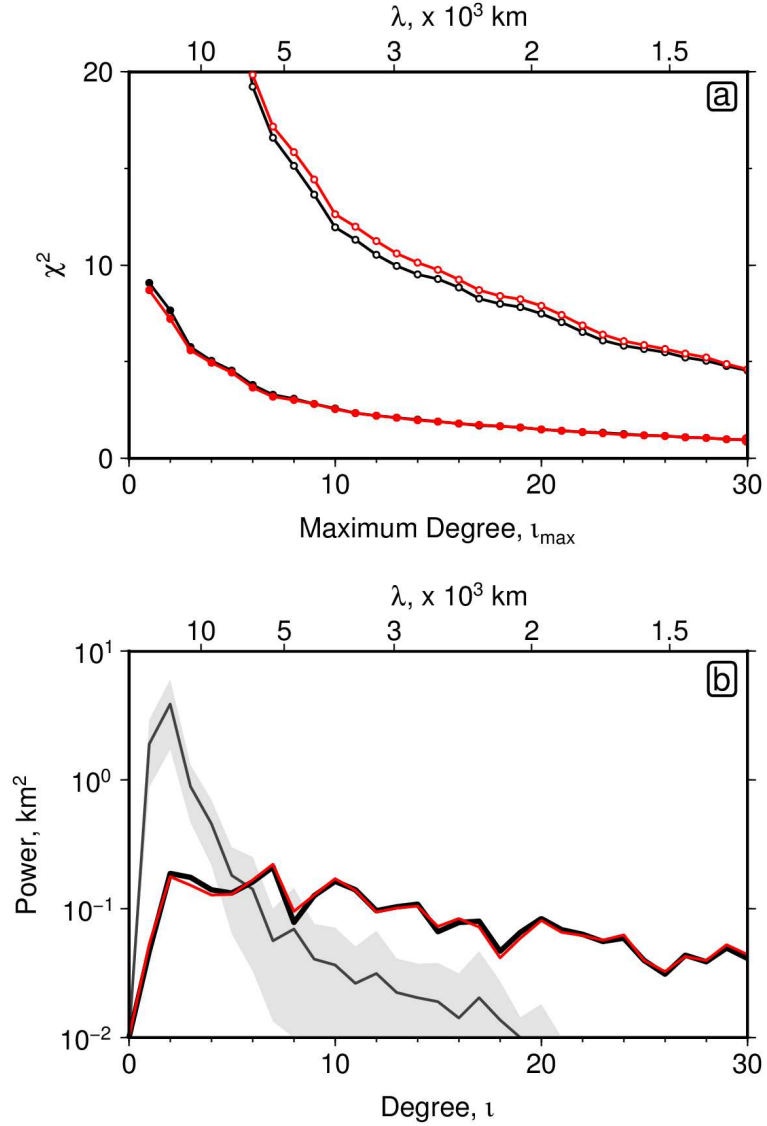 λ, x 10³ km
10 5 3 2 1.5
20
a
10
χ²
0
0 10 20 30
Maximum Degree, ιmax
λ, x 10³ km
10 5 3 2 1.5
10¹
b
10⁰
Power, km²
10⁻¹
10⁻²
0 10 20 30
Degree, ι